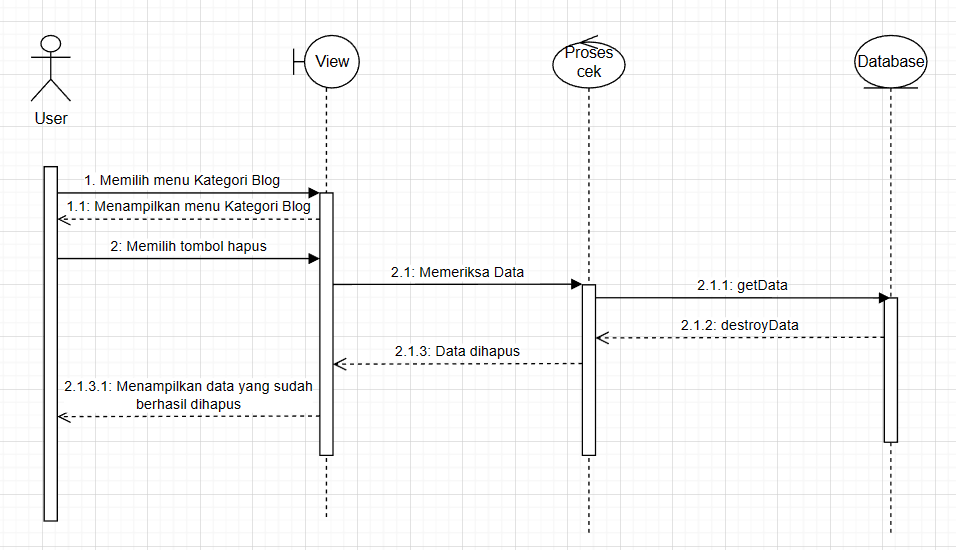 View
Proses
cek
Database
User
1. Memilih menu Kategori Blog
1.1: Menampilkan menu Kategori Blog
2: Memilih tombol hapus
2.1: Memeriksa Data
2.1.1: getData
2.1.2: destroyData
2.1.3: Data dihapus
2.1.3.1: Menampilkan data yang sudah
berhasil dihapus